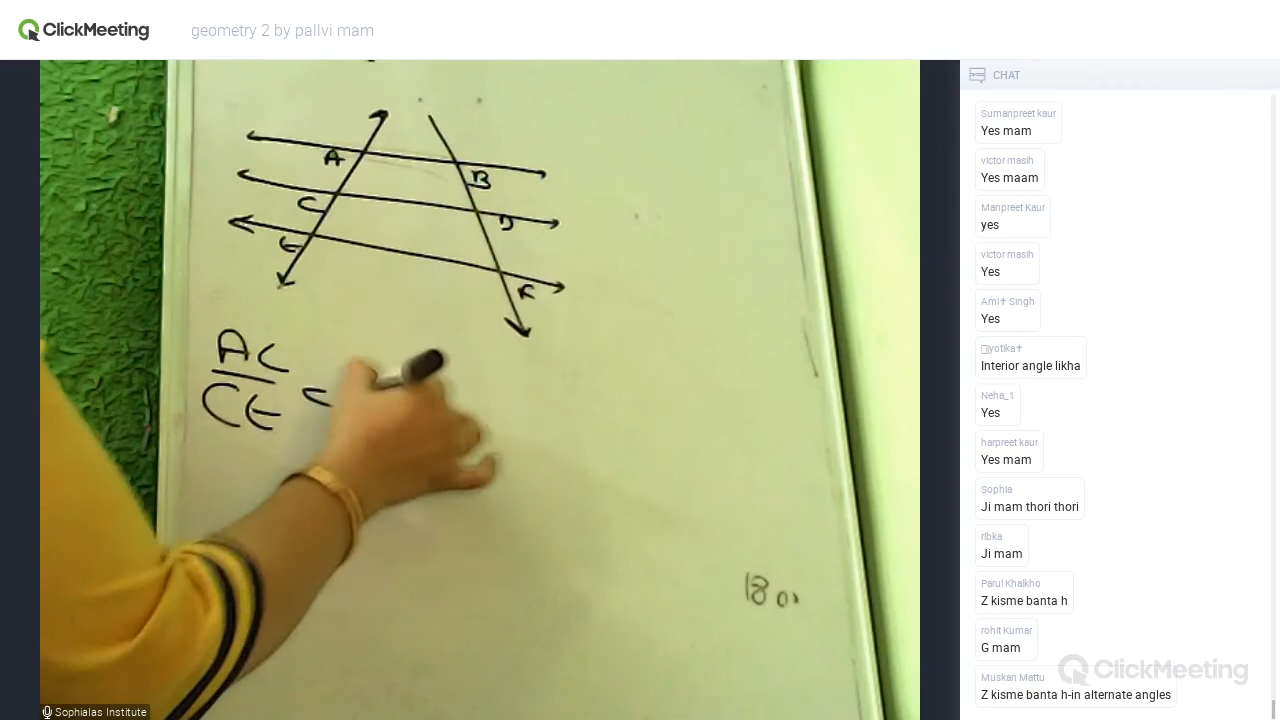 ClickMeeting
geometry 2 by pallvi mam
CHAT
A
B
C
D
E
F
AC
CE
=
180
Sophialas Institute
Sumanpreet kaur
Yes mam
victor masih
Yes maam
Manpreet Kaur
yes
victor masih
Yes
Ami✝ Singh
Yes
Jyotika✝
Interior angle likha
Neha_1
Yes
harpreet kaur
Yes mam
Sophia
Ji mam thori thori
ribka
Ji mam
Parul Khalkho
Z kisme banta h
rohit Kumar
G mam
Muskan Mattu
Z kisme banta h-in alternate angles
ClickMeeting